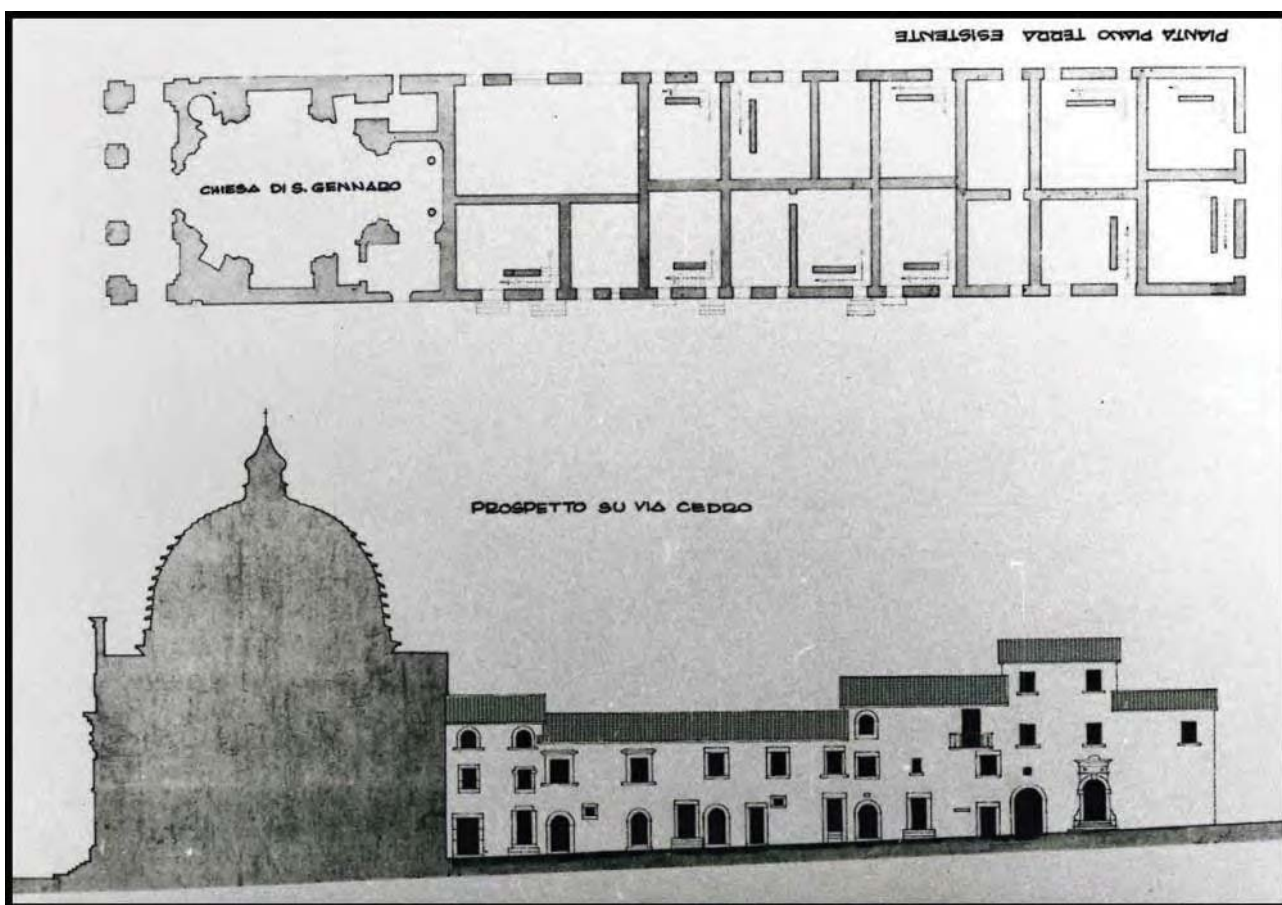 PIANTA PIANO TERRA ESISTENTE
CHIESA DI S. GENNARO
PROSPETTO SU VIA CEDRO